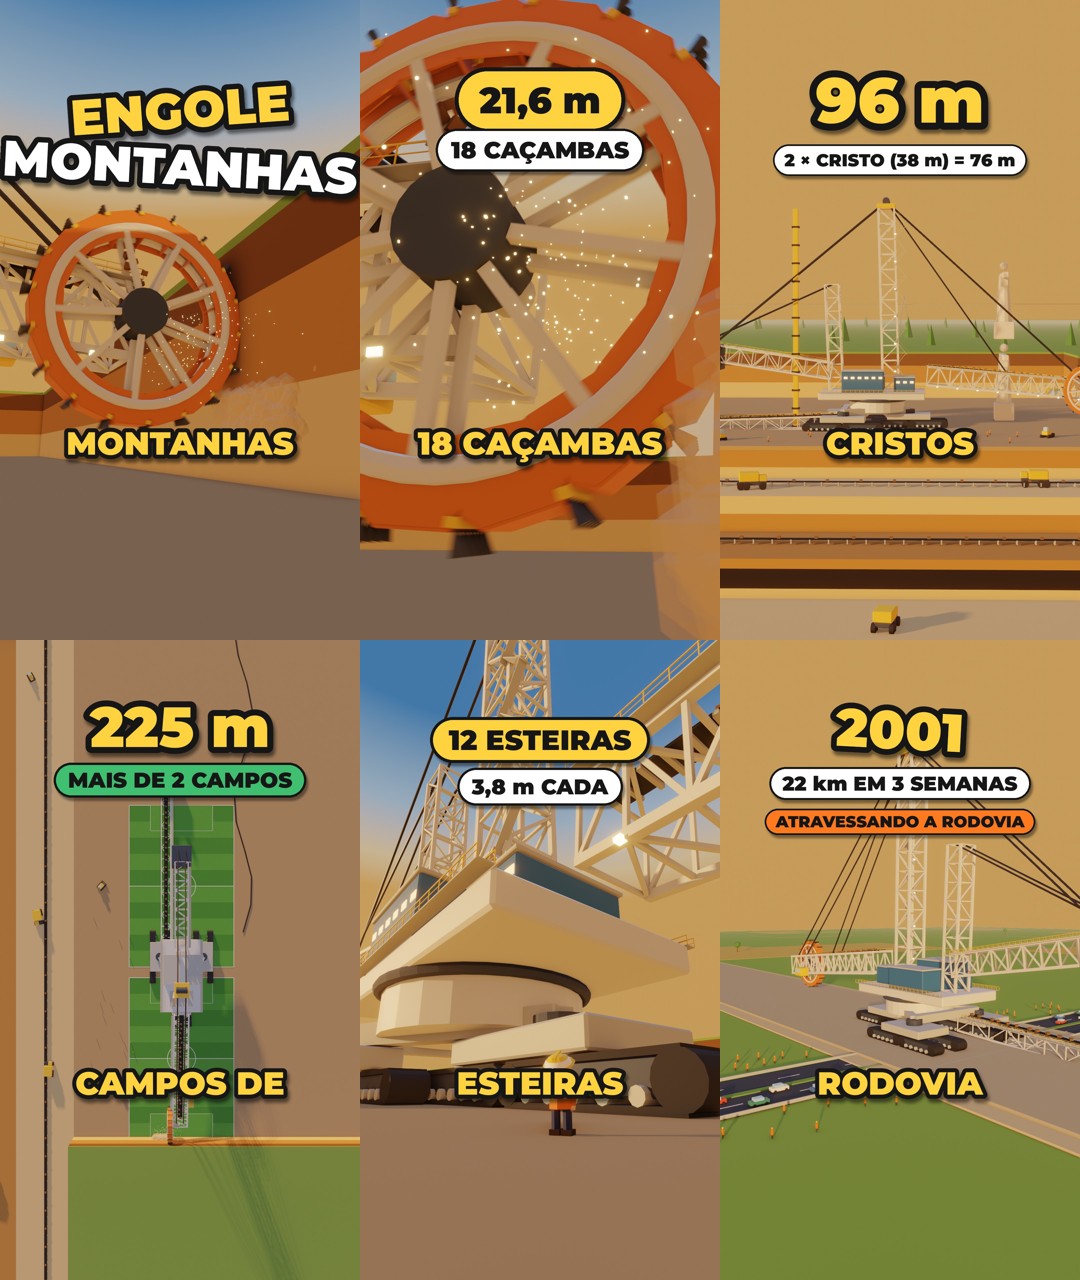 ENGOLE
MONTANHAS
MONTANHAS
21,6 m
18 CAÇAMBAS
18 CAÇAMBAS
96 m
2 × CRISTO (38 m) = 76 m
CRISTOS
225 m
MAIS DE 2 CAMPOS
CAMPOS DE
12 ESTEIRAS
3,8 m CADA
ESTEIRAS
2001
22 km EM 3 SEMANAS
ATRAVESSANDO A RODOVIA
RODOVIA